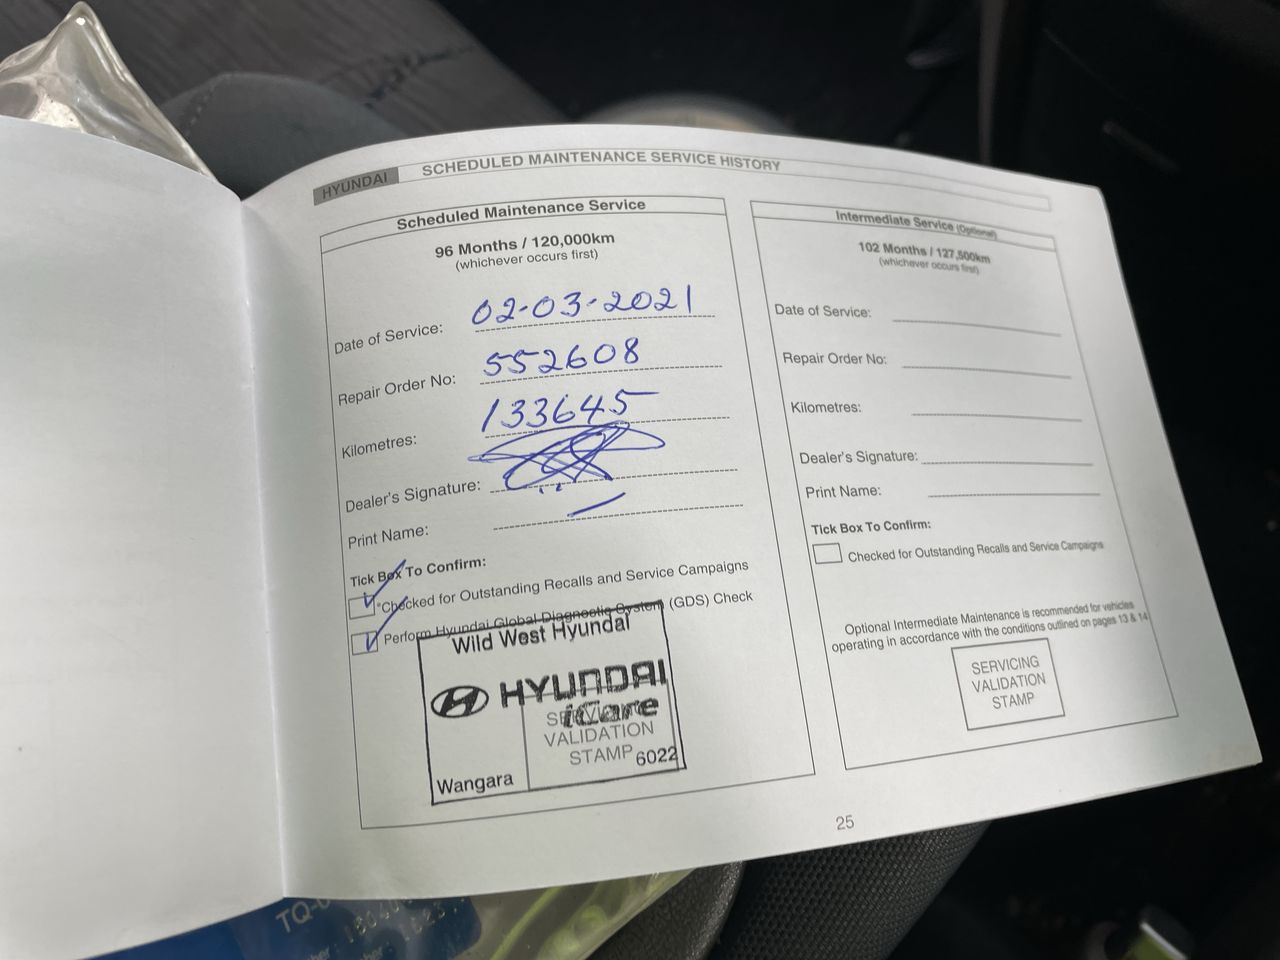 HYUNDAI SCHEDULED MAINTENANCE SERVICE HISTORY
Scheduled Maintenance Service
96 Months / 120,000km
(whichever occurs first)
Date of Service: 02-03-2021
Repair Order No: 552608
Kilometres: 133645
Dealer's Signature:
Print Name:
Tick Box To Confirm:
*Checked for Outstanding Recalls and Service Campaigns
Perform Hyundai Global Diagnostic System (GDS) Check
Wild West Hyundai
HYUNDAI
iCare
VALIDATION
STAMP
Wangara 6022
Intermediate Service (Optional)
102 Months / 127,500km
(whichever occurs first)
Date of Service:
Repair Order No:
Kilometres:
Dealer's Signature:
Print Name:
Tick Box To Confirm:
Checked for Outstanding Recalls and Service Campaigns
Optional Intermediate Maintenance is recommended for vehicles
operating in accordance with the conditions outlined on pages 13 & 14
SERVICING
VALIDATION
STAMP
25